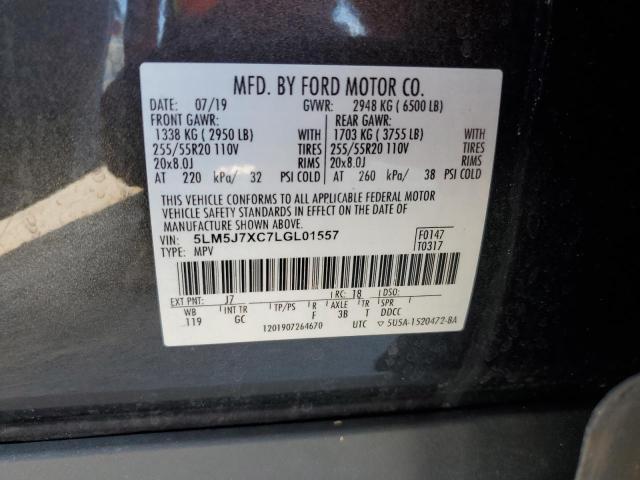 MFD. BY FORD MOTOR CO.
DATE: 07/19 GVWR: 2948 KG ( 6500 LB)
FRONT GAWR: REAR GAWR:
1338 KG ( 2950 LB) WITH 1703 KG ( 3755 LB) WITH
255/55R20 110V TIRES 255/55R20 110V TIRES
20x8.0J RIMS 20x8.0J RIMS
AT 220 kPa/ 32 PSI COLD AT 260 kPa/ 38 PSI COLD
THIS VEHICLE CONFORMS TO ALL APPLICABLE FEDERAL MOTOR
VEHICLE SAFETY STANDARDS IN EFFECT ON THE DATE OF
MANUFACTURE SHOWN ABOVE.
VIN: 5LM5J7XC7LGL01557 F0147
TYPE: MPV T0317
EXT PNT: J7 RC: 18 DSO:
WB INT TR TP/PS R AXLE TR SPR
119 GC F 3B T DDCC
1201907264670 UTC ▽ 5U5A-1520472-BA